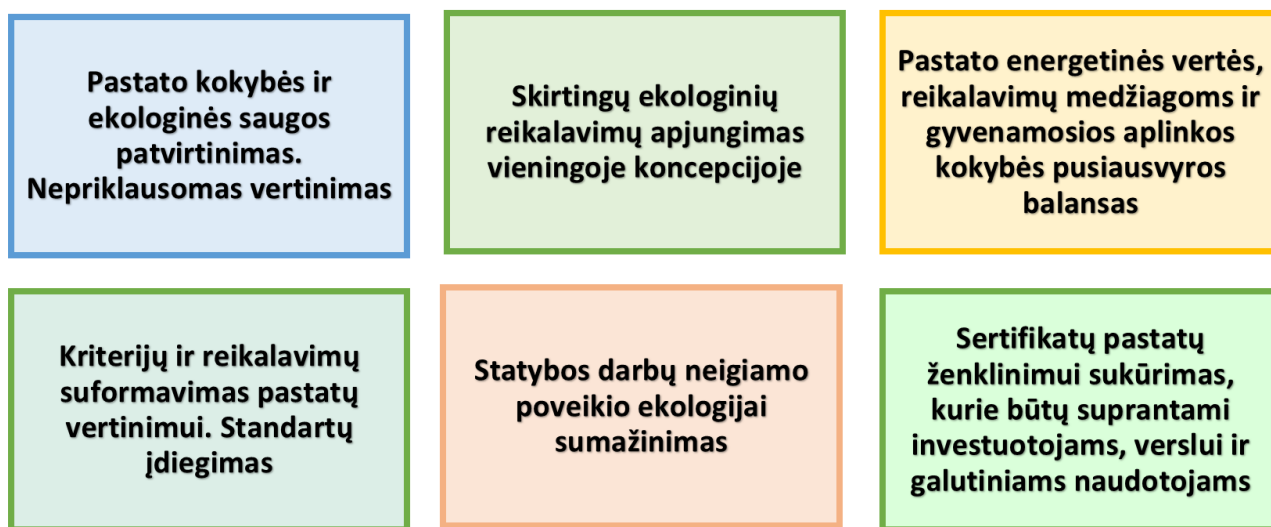 Pastato kokybės ir
ekologinės saugos
patvirtinimas.
Nepriklausomas vertinimas
Skirtingų ekologinių
reikalavimų apjungimas
vieningoje koncepcijoje
Pastato energetinės vertės,
reikalavimų medžiagoms ir
gyvenamosios aplinkos
kokybės pusiausvyros
balansas
Kriterijų ir reikalavimų
suformavimas pastatų
vertinimui. Standartų
įdiegimas
Statybos darbų neigiamo
poveikio ekologijai
sumažinimas
Sertifikatų pastatų
ženklinimui sukūrimas,
kurie būtų suprantami
investuotojams, verslui ir
galutiniams naudotojams